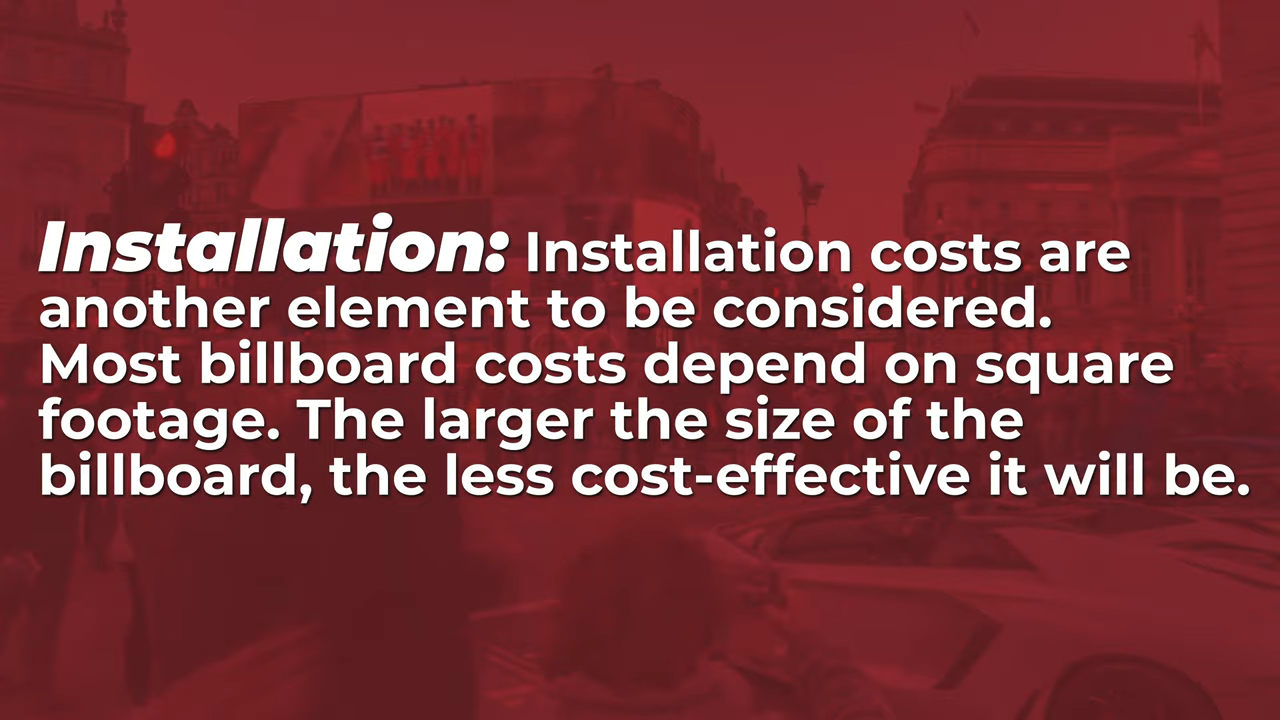 Installation: Installation costs are
another element to be considered.
Most billboard costs depend on square
footage. The larger the size of the
billboard, the less cost-effective it will be.